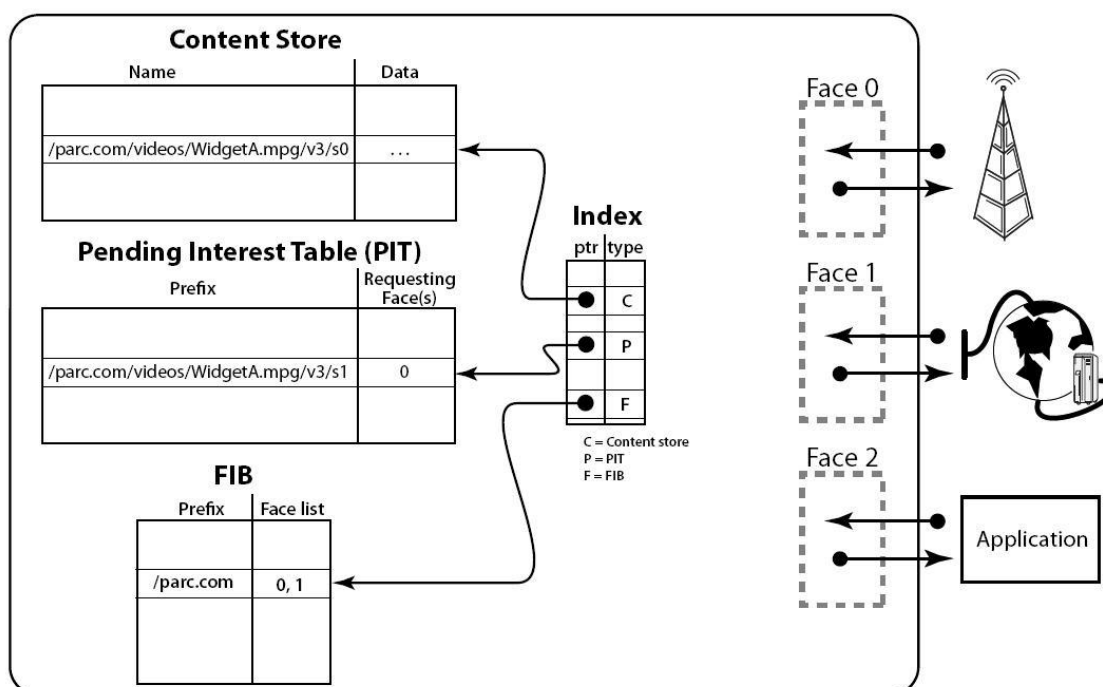 Content Store
Name Data
/parc.com/videos/WidgetA.mpg/v3/s0 ...
Pending Interest Table (PIT)
Prefix Requesting Face(s)
/parc.com/videos/WidgetA.mpg/v3/s1 0
FIB
Prefix Face list
/parc.com 0, 1
Index
ptr type
C
P
F
C = Content store
P = PIT
F = FIB
Face 0
Face 1
Face 2
Application